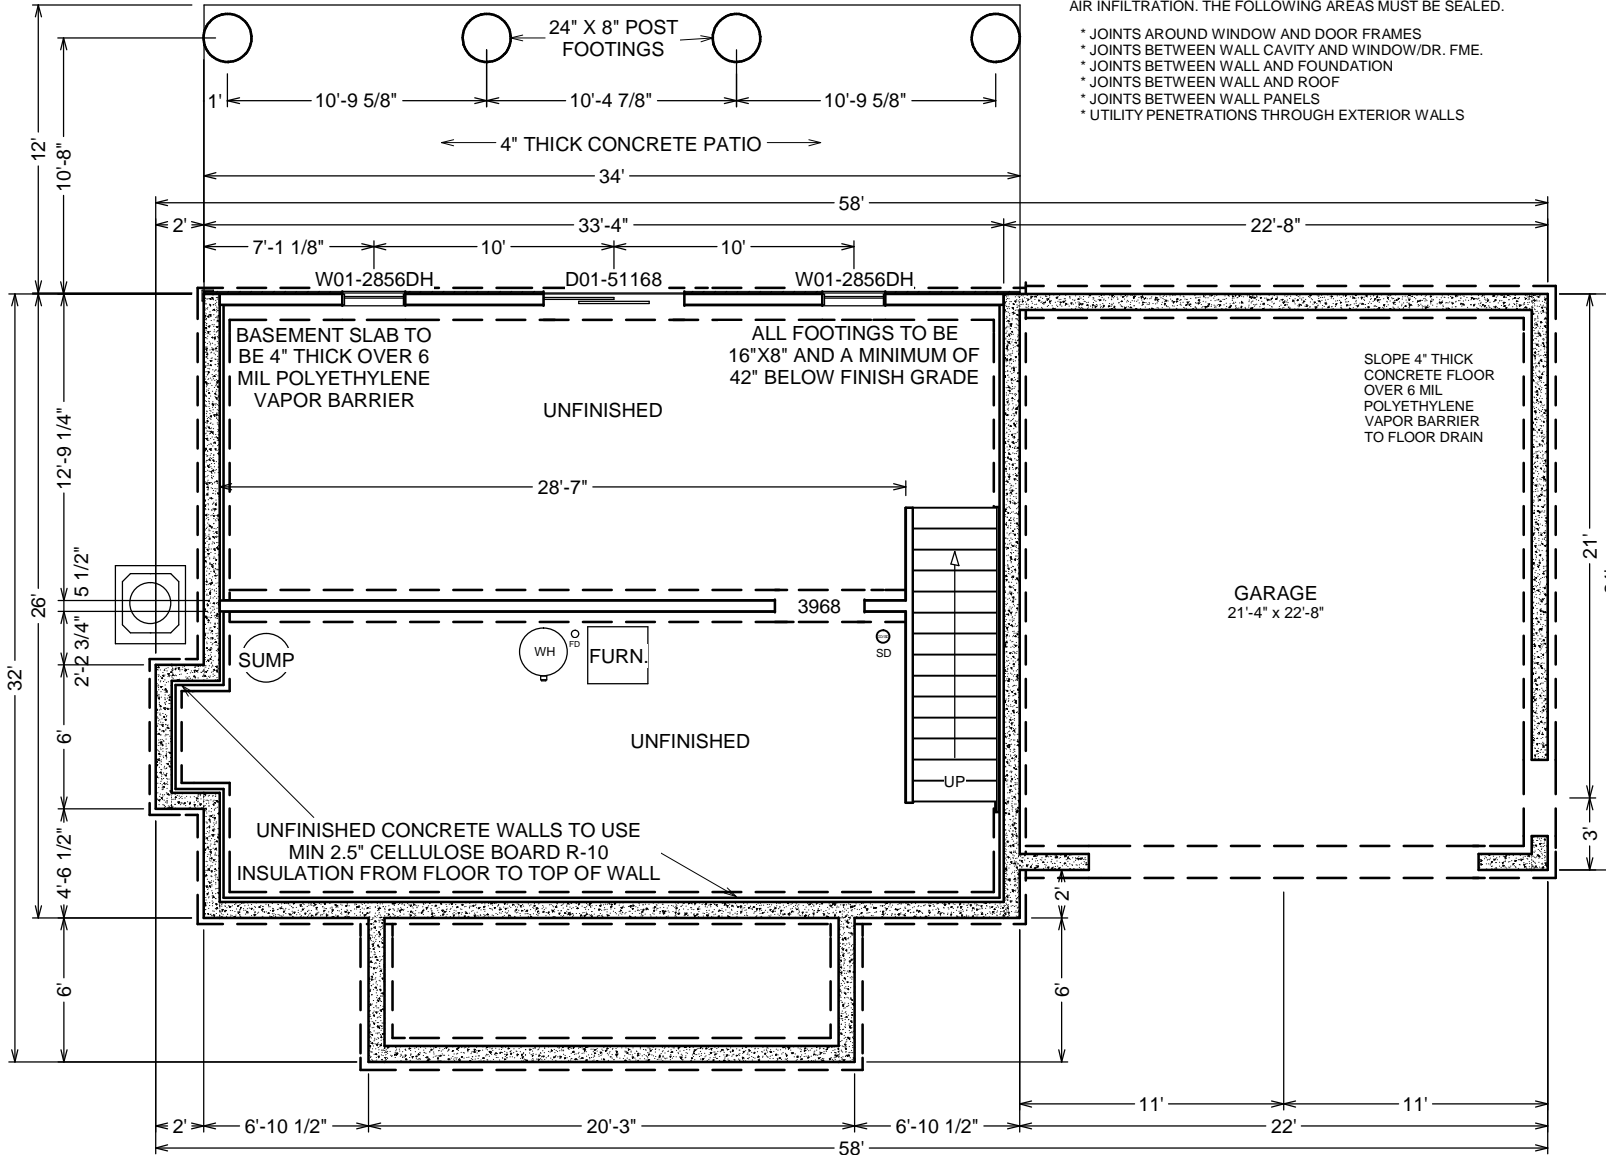 AIR INFILTRATION. THE FOLLOWING AREAS MUST BE SEALED.
* JOINTS AROUND WINDOW AND DOOR FRAMES
* JOINTS BETWEEN WALL CAVITY AND WINDOW/DR. FME.
* JOINTS BETWEEN WALL AND FOUNDATION
* JOINTS BETWEEN WALL AND ROOF
* JOINTS BETWEEN WALL PANELS
* UTILITY PENETRATIONS THROUGH EXTERIOR WALLS
24" X 8" POST
FOOTINGS
1'
10'-9 5/8"
10'-4 7/8"
10'-9 5/8"
4" THICK CONCRETE PATIO
12'
10'-8"
34'
58'
2'
33'-4"
22'-8"
7'-1 1/8"
10'
10'
W01-2856DH
D01-51168
W01-2856DH
BASEMENT SLAB TO
BE 4" THICK OVER 6
MIL POLYETHYLENE
VAPOR BARRIER
ALL FOOTINGS TO BE
16"X8" AND A MINIMUM OF
42" BELOW FINISH GRADE
UNFINISHED
SLOPE 4" THICK
CONCRETE FLOOR
OVER 6 MIL
POLYETHYLENE
VAPOR BARRIER
TO FLOOR DRAIN
12'-9 1/4"
28'-7"
5 1/2"
2'-2 3/4"
26'
32'
21'
3968
GARAGE
21'-4" x 22'-8"
SUMP
WH
FD
FURN.
SD
6'
UNFINISHED
UP
UNFINISHED CONCRETE WALLS TO USE
MIN 2.5" CELLULOSE BOARD R-10
INSULATION FROM FLOOR TO TOP OF WALL
4'-6 1/2"
3'
2'
6'
6'
11'
11'
2'
6'-10 1/2"
20'-3"
6'-10 1/2"
22'
58'